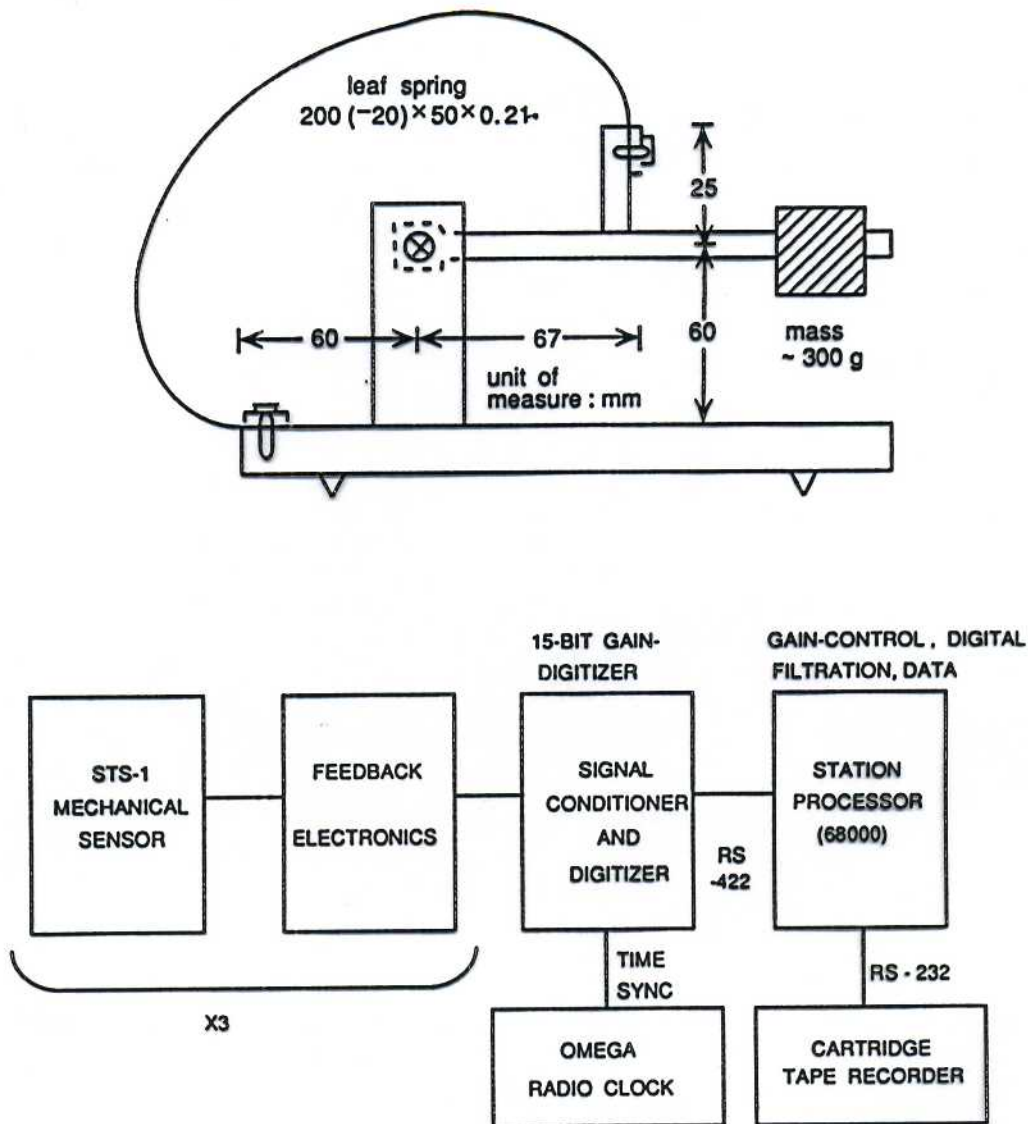 leaf spring
200 (-20) × 50 × 0.21
25
60
67
60
mass
~ 300 g
unit of
measure : mm
15-BIT GAIN-
DIGITIZER
GAIN-CONTROL , DIGITAL
FILTRATION, DATA
STS-1
MECHANICAL
SENSOR
FEEDBACK
ELECTRONICS
SIGNAL
CONDITIONER
AND
DIGITIZER
RS
-422
STATION
PROCESSOR
(68000)
X3
TIME
SYNC
RS - 232
OMEGA
RADIO CLOCK
CARTRIDGE
TAPE RECORDER